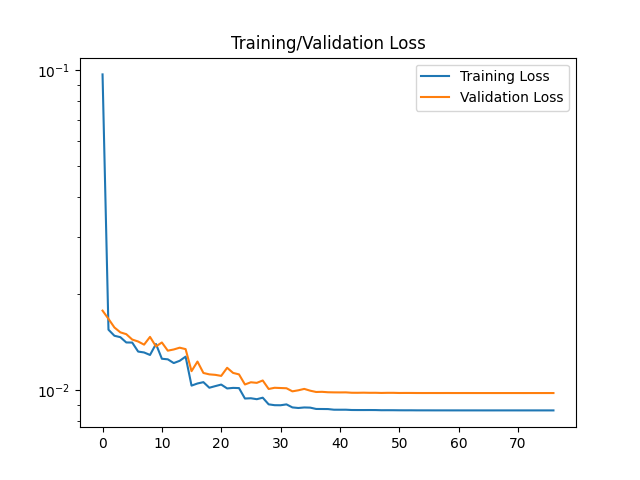 Training/Validation Loss
Training Loss
Validation Loss
10⁻¹
10⁻²
0 10 20 30 40 50 60 70